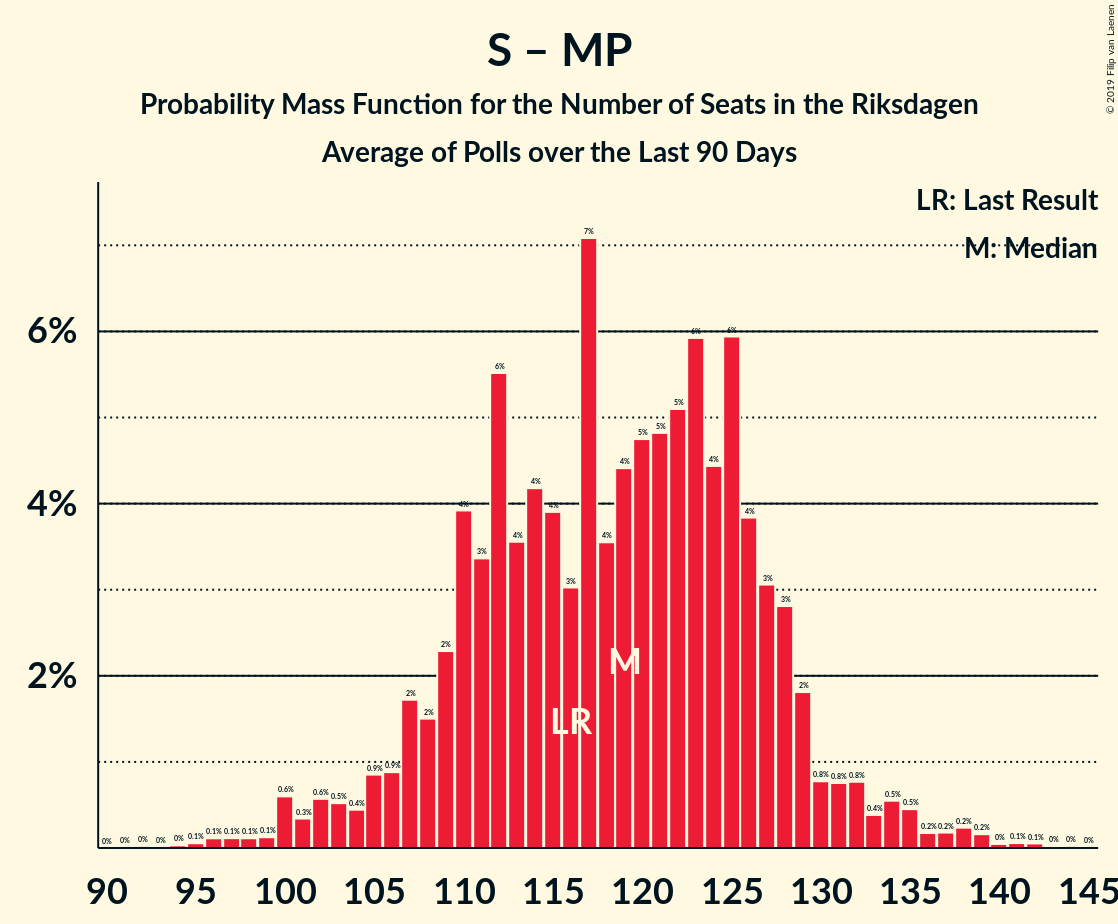 S – MP
Probability Mass Function for the Number of Seats in the Riksdagen
Average of Polls over the Last 90 Days
© 2019 Filip van Laenen
LR: Last Result
M: Median
6%
4%
2%
0% 0% 0% 0% 0% 0.1% 0.1% 0.1% 0.1% 0.1% 0.6% 0.3% 0.6% 0.5% 0.4% 0.9% 0.9% 2% 2% 2% 4% 3% 6% 4% 4% 4% 3% 7% 4% 4% 5% 5% 5% 6% 4% 6% 4% 3% 3% 2% 0.8% 0.8% 0.8% 0.4% 0.5% 0.5% 0.2% 0.2% 0.2% 0.2% 0% 0.1% 0.1% 0% 0% 0%
M
LR
90 95 100 105 110 115 120 125 130 135 140 145